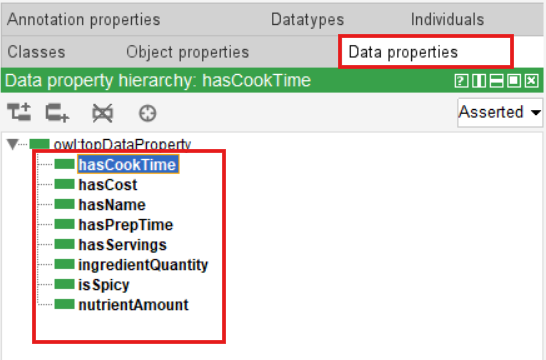 Annotation properties Datatypes Individuals
Classes Object properties Data properties
Data property hierarchy: hasCookTime
Asserted
owl:topDataProperty
hasCookTime
hasCost
hasName
hasPrepTime
hasServings
ingredientQuantity
isSpicy
nutrientAmount